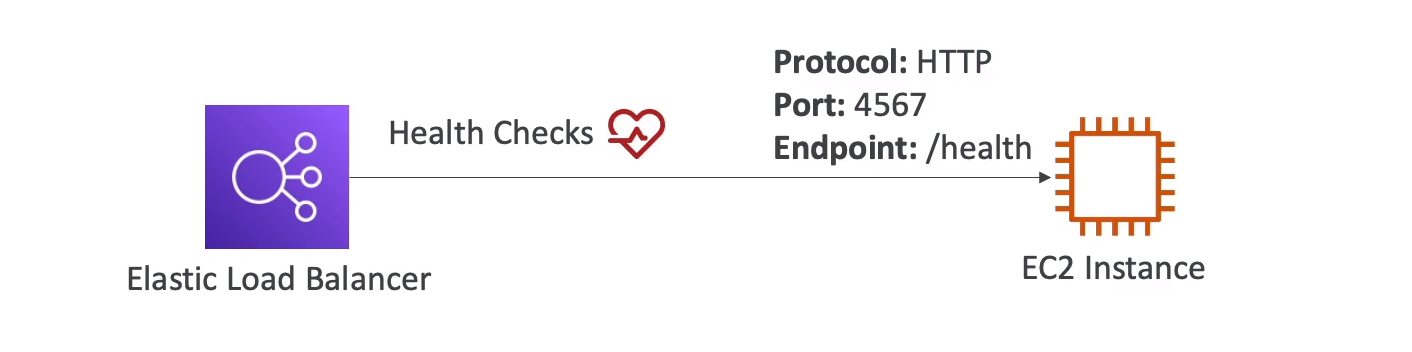 Protocol: HTTP
Port: 4567
Endpoint: /health
Health Checks
Elastic Load Balancer
EC2 Instance